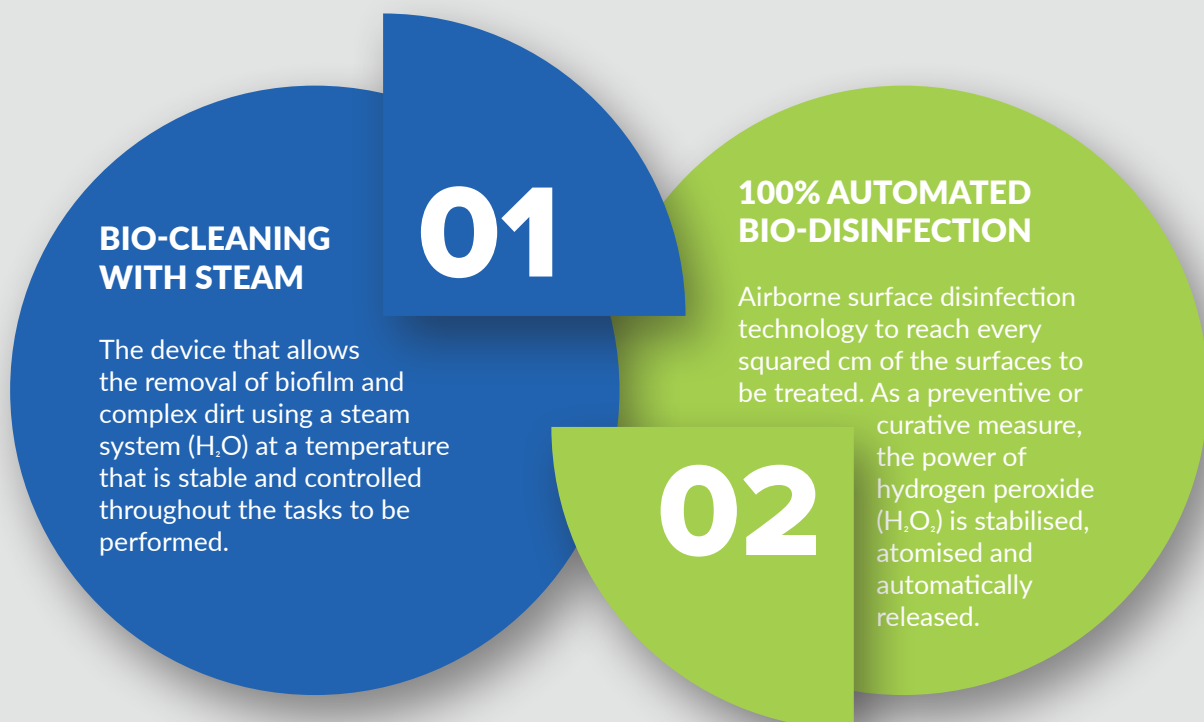 01
BIO-CLEANING
WITH STEAM
The device that allows
the removal of biofilm and
complex dirt using a steam
system (H₂O) at a temperature
that is stable and controlled
throughout the tasks to be
performed.
100% AUTOMATED
BIO-DISINFECTION
Airborne surface disinfection
technology to reach every
squared cm of the surfaces to
be treated. As a preventive or
curative measure,
the power of
hydrogen peroxide
(H₂O₂) is stabilised,
atomised and
automatically
released.
02